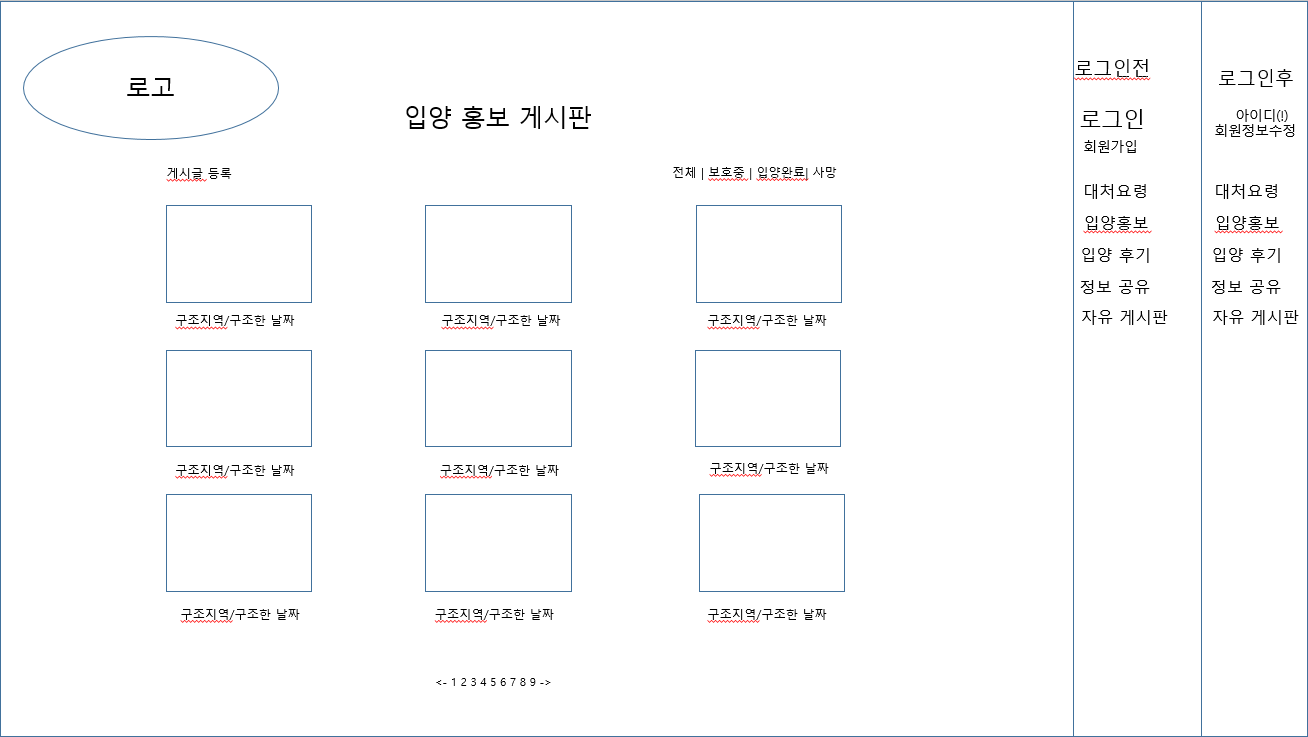 로고
입양 홍보 게시판
게시글 등록
전체 | 보호중 | 입양완료| 사망
구조지역/구조한 날짜
구조지역/구조한 날짜
구조지역/구조한 날짜
구조지역/구조한 날짜
구조지역/구조한 날짜
구조지역/구조한 날짜
구조지역/구조한 날짜
구조지역/구조한 날짜
구조지역/구조한 날짜
<- 1 2 3 4 5 6 7 8 9 ->
로그인전
로그인
회원가입
대처요령
입양홍보
입양 후기
정보 공유
자유 게시판
로그인후
아이디(!)
회원정보수정
대처요령
입양홍보
입양 후기
정보 공유
자유 게시판